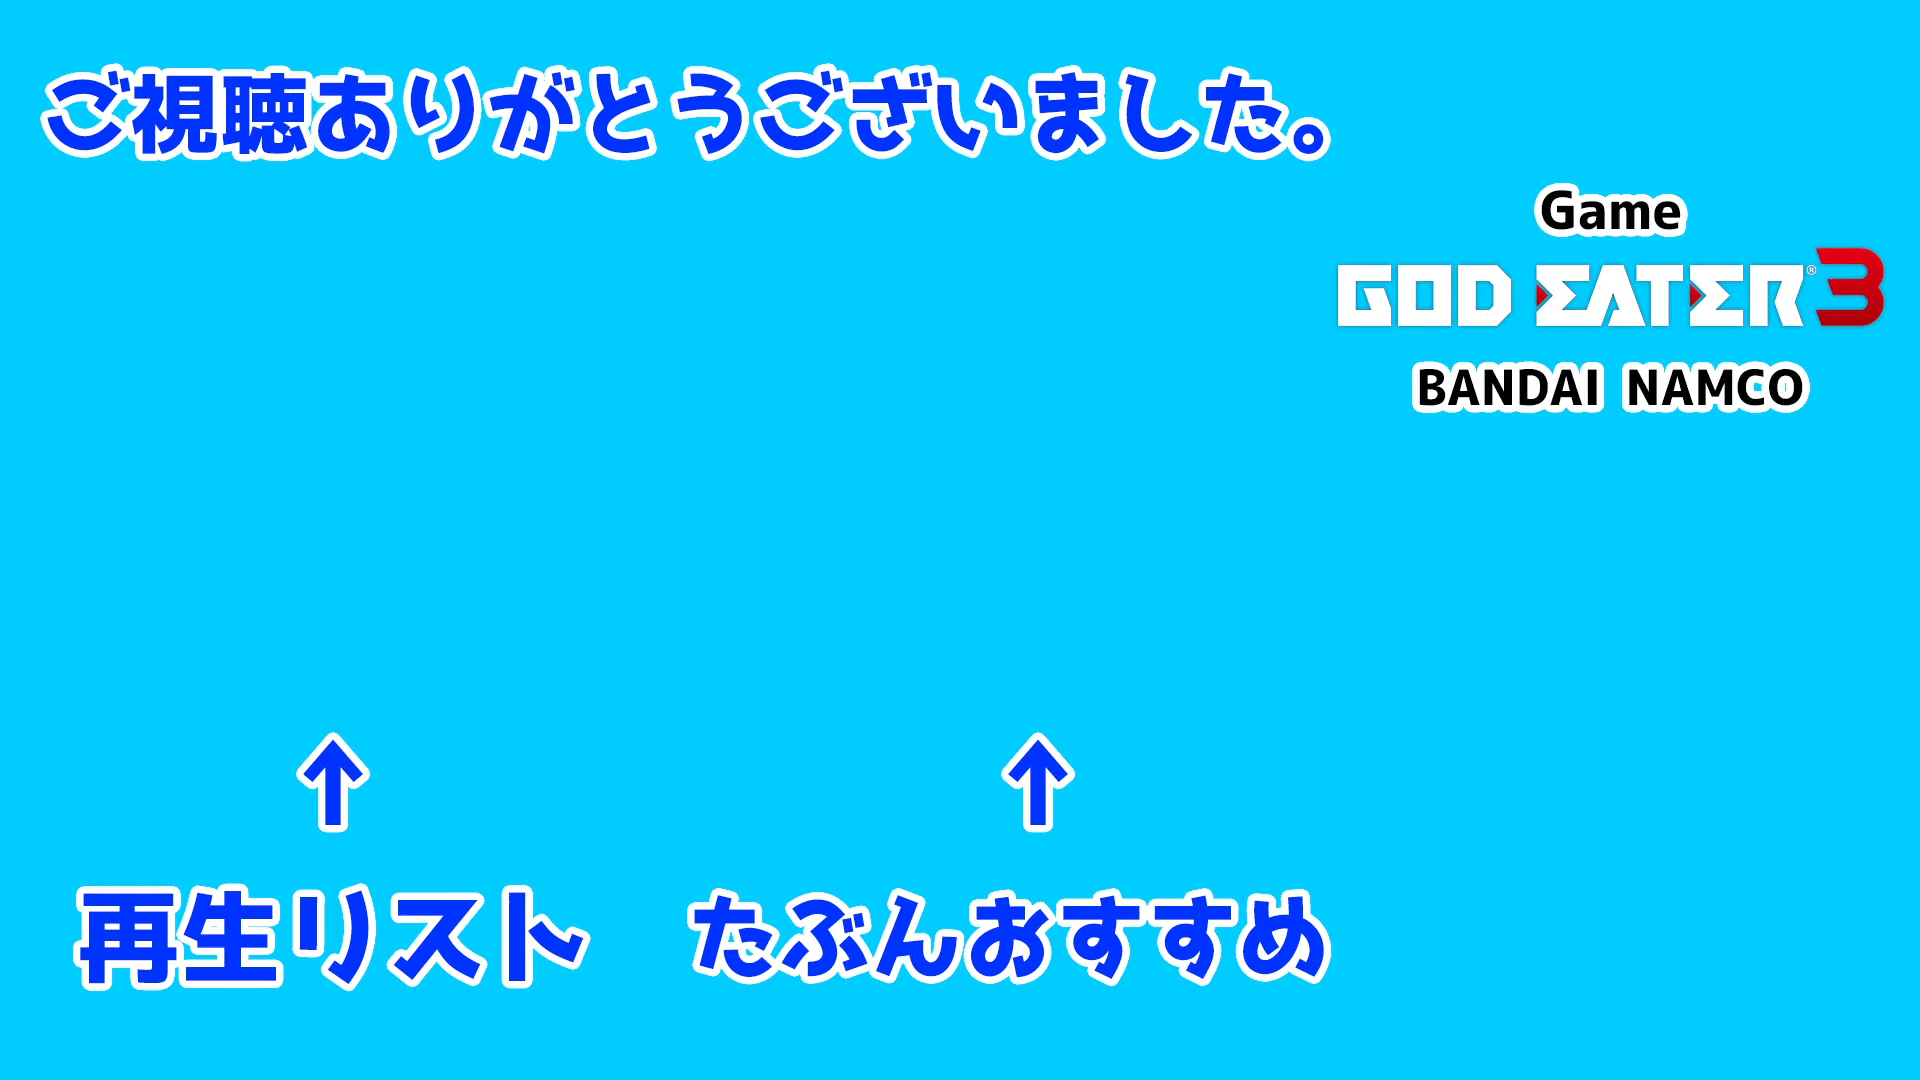 ご視聴ありがとうございました。
Game
GOD EATER® 3
BANDAI NAMCO
↑ ↑
再生リスト たぶんおすすめ